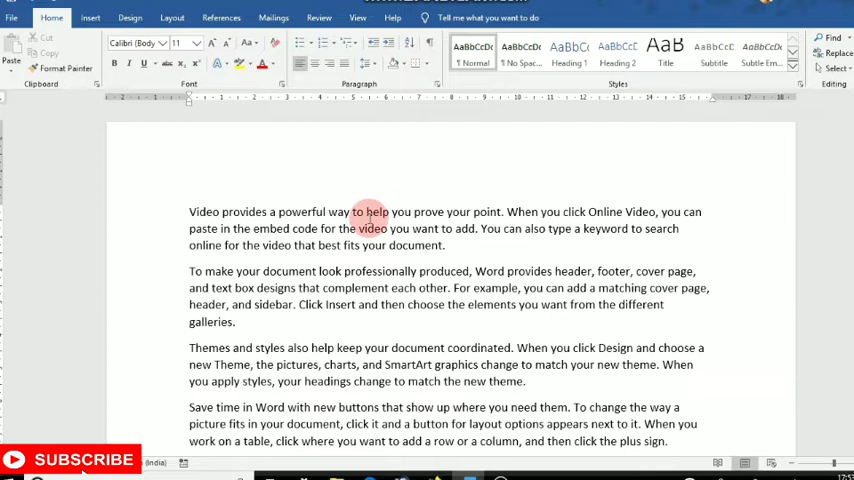 File Home Insert Design Layout References Mailings Review View Help Tell me what you want to do
Cut
Copy
Format Painter
Paste
Clipboard
Calibri (Body) 11
Font
Paragraph
AaBbCcDc AaBbCcDc AaBbCc AaBbCcC AaB AaBbCcC AaBbCcDc
¶ Normal ¶ No Spac... Heading 1 Heading 2 Title Subtitle Subtle Em...
Styles
Find
Replace
Select
Editing
Video provides a powerful way to help you prove your point. When you click Online Video, you can
paste in the embed code for the video you want to add. You can also type a keyword to search
online for the video that best fits your document.
To make your document look professionally produced, Word provides header, footer, cover page,
and text box designs that complement each other. For example, you can add a matching cover page,
header, and sidebar. Click Insert and then choose the elements you want from the different
galleries.
Themes and styles also help keep your document coordinated. When you click Design and choose a
new Theme, the pictures, charts, and SmartArt graphics change to match your new theme. When
you apply styles, your headings change to match the new theme.
Save time in Word with new buttons that show up where you need them. To change the way a
picture fits in your document, click it and a button for layout options appears next to it. When you
work on a table, click where you want to add a row or a column, and then click the plus sign.
SUBSCRIBE
(India)